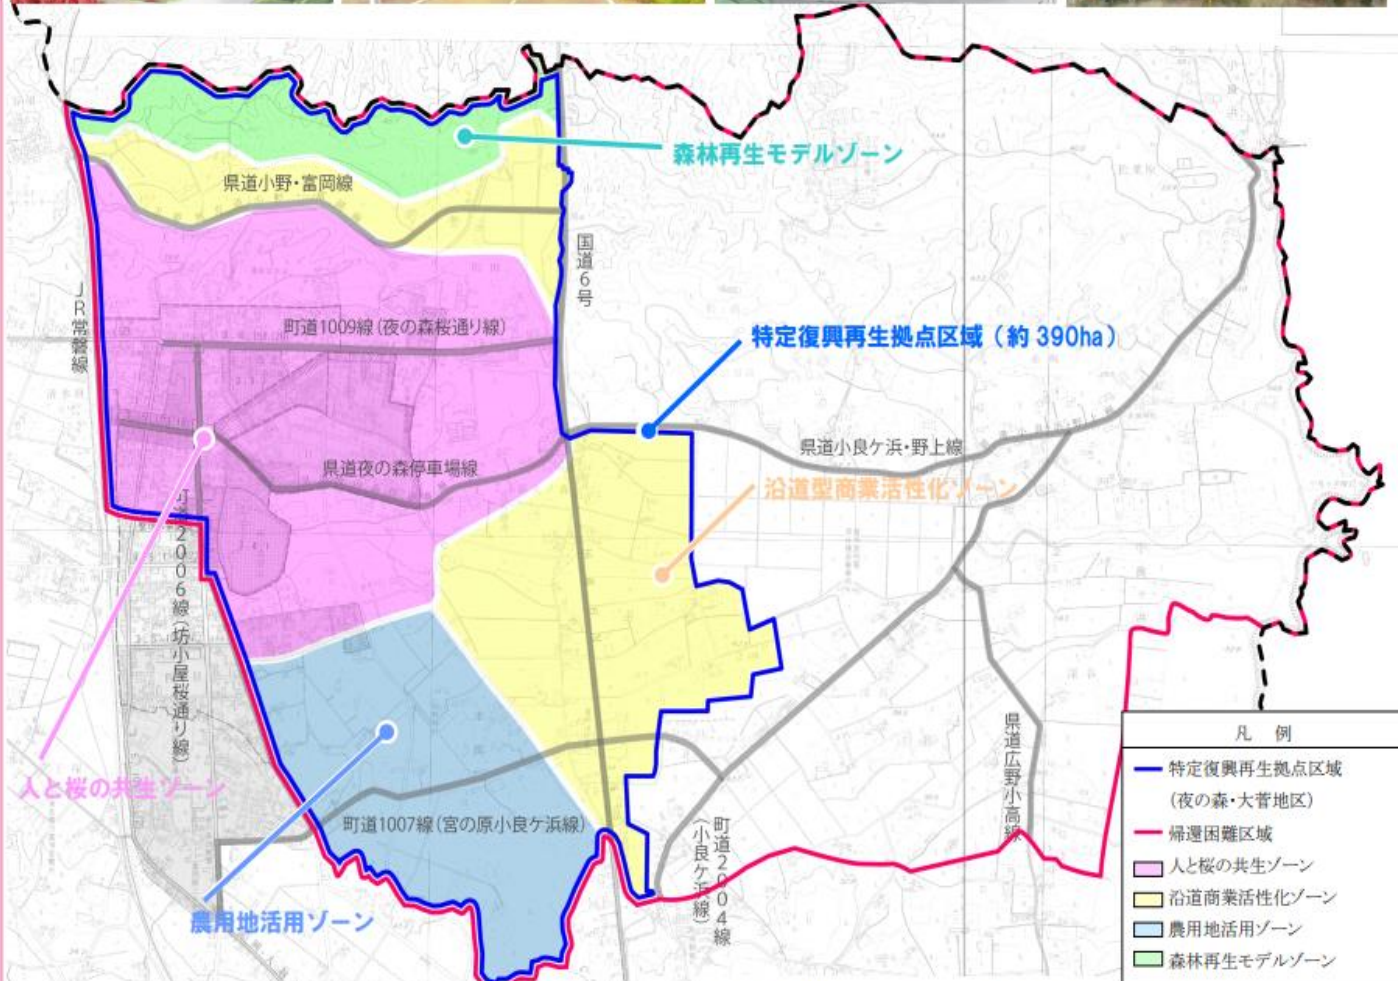 森林再生モデルゾーン
県道小野・富岡線
国道6号
JR常磐線
町道1009線（夜の森桜通り線）
特定復興再生拠点区域（約 390ha）
県道小良ケ浜・野上線
県道夜の森停車場線
沿道型商業活性化ゾーン
町道2006線（坊小屋桜通り線）
人と桜の共生ゾーン
県道広野小高線
町道1007線（宮の原小良ケ浜線）
町道2004線
（小良ケ浜線）
農用地活用ゾーン
凡 例
特定復興再生拠点区域
（夜の森・大菅地区）
帰還困難区域
人と桜の共生ゾーン
沿道商業活性化ゾーン
農用地活用ゾーン
森林再生モデルゾーン